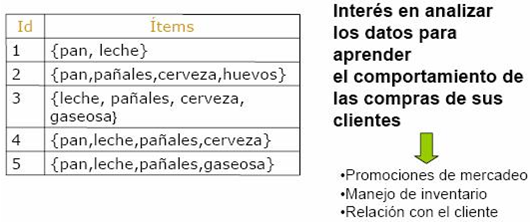 Id Ítems
1 {pan, leche}
2 {pan,pañales,cerveza,huevos}
3 {leche, pañales, cerveza,
gaseosa}
4 {pan,leche,pañales,cerveza}
5 {pan,leche,pañales,gaseosa}
Interés en analizar
los datos para
aprender
el comportamiento de
las compras de sus
clientes
•Promociones de mercadeo
•Manejo de inventario
•Relación con el cliente